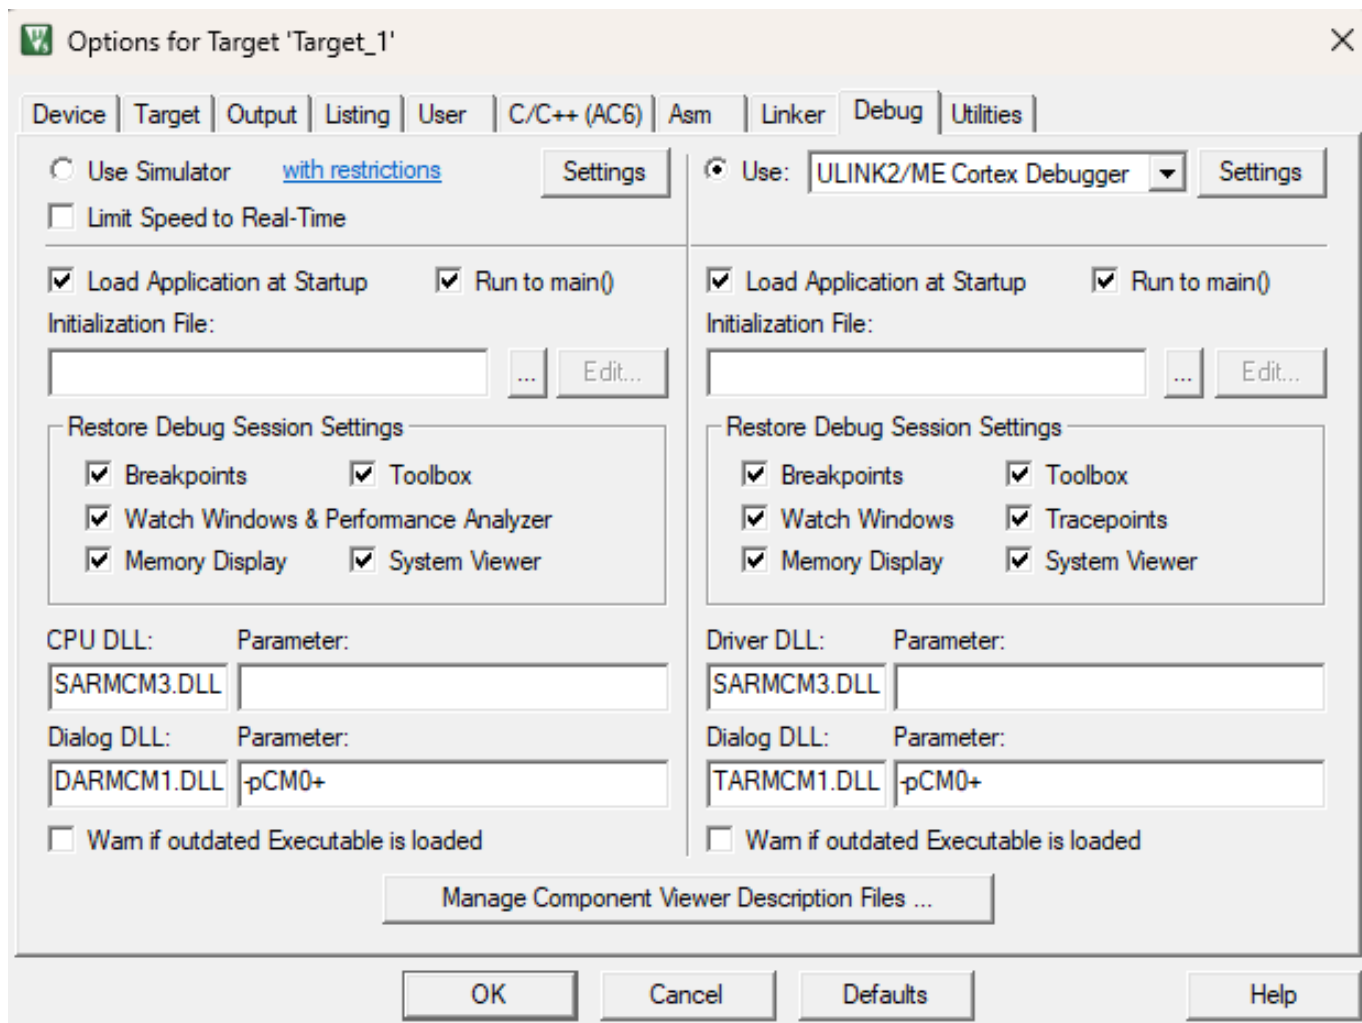 Options for Target 'Target_1'
Device Target Output Listing User C/C++ (AC6) Asm Linker Debug Utilities
Use Simulator with restrictions Settings
Limit Speed to Real-Time
Load Application at Startup Run to main()
Initialization File:
... Edit...
Restore Debug Session Settings
Breakpoints Toolbox
Watch Windows & Performance Analyzer
Memory Display System Viewer
CPU DLL: Parameter:
SARMCM3.DLL
Dialog DLL: Parameter:
DARMCM1.DLL -pCM0+
Warn if outdated Executable is loaded
Use: ULINK2/ME Cortex Debugger Settings
Load Application at Startup Run to main()
Initialization File:
... Edit...
Restore Debug Session Settings
Breakpoints Toolbox
Watch Windows Tracepoints
Memory Display System Viewer
Driver DLL: Parameter:
SARMCM3.DLL
Dialog DLL: Parameter:
TARMCM1.DLL -pCM0+
Warn if outdated Executable is loaded
Manage Component Viewer Description Files ...
OK Cancel Defaults Help